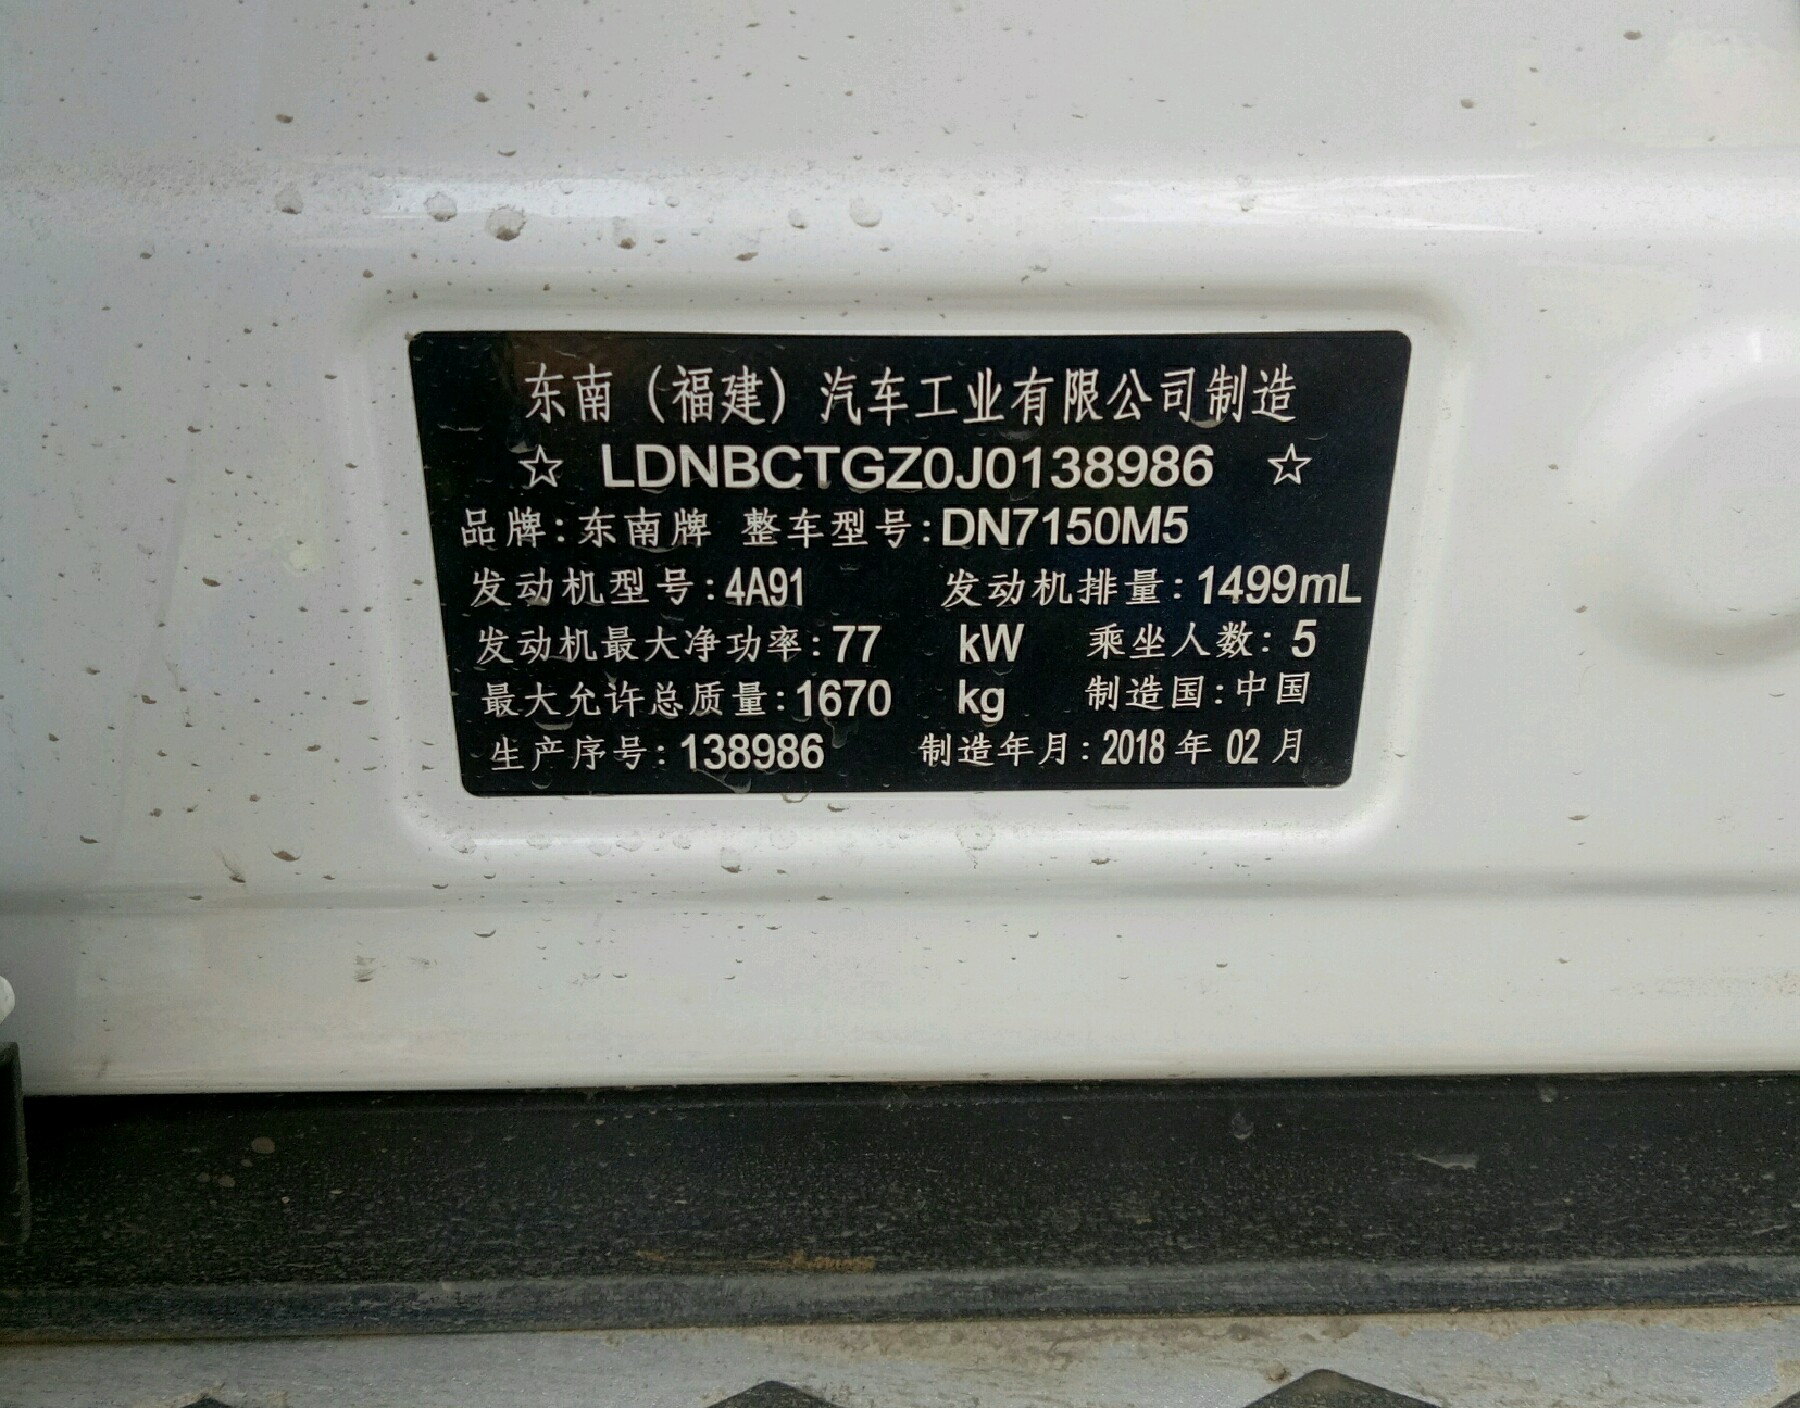 东南（福建）汽车工业有限公司制造
☆ LDNBCTGZ0J0138986 ☆
品牌:东南牌 整车型号:DN7150M5
发动机型号:4A91 发动机排量:1499mL
发动机最大净功率:77 kW 乘坐人数:5
最大允许总质量:1670 kg 制造国:中国
生产序号:138986 制造年月:2018年02月